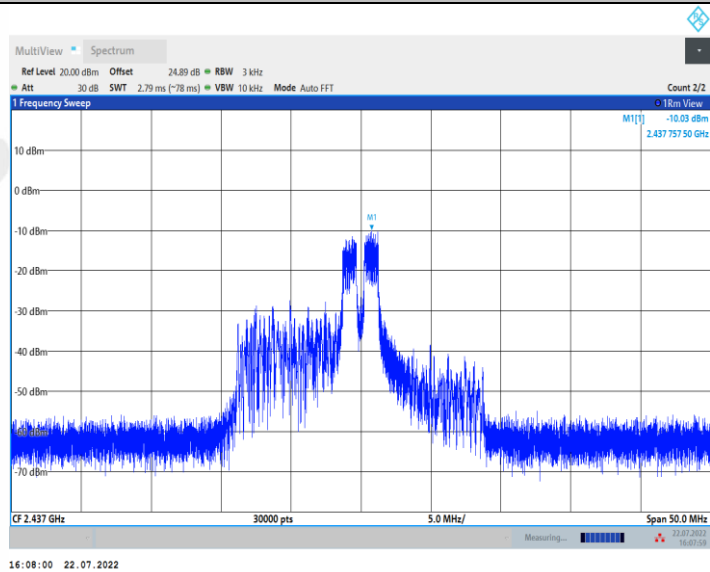 MultiView Spectrum
Ref Level 20.00 dBm Offset 24.89 dB RBW 3 kHz
Att 30 dB SWT 2.79 ms (~78 ms) VBW 10 kHz Mode Auto FFT Count 2/2
1 Frequency Sweep 1Rm View
M1[1] -10.03 dBm
2.437 757 50 GHz
10 dBm
0 dBm
M1
-10 dBm
-20 dBm
-30 dBm
-40 dBm
-50 dBm
-70 dBm
CF 2.437 GHz 30000 pts 5.0 MHz/ Span 50.0 MHz
Measuring... 22.07.2022
16:07:59
16:08:00 22.07.2022